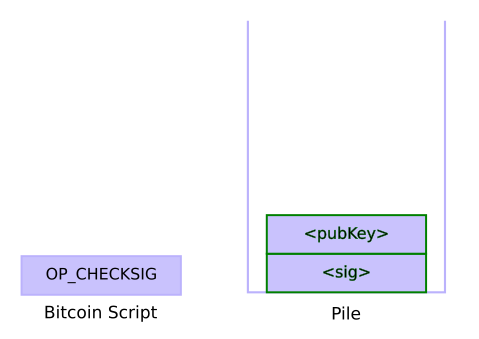 <pubKey>
<sig>
OP_CHECKSIG
Bitcoin Script
Pile